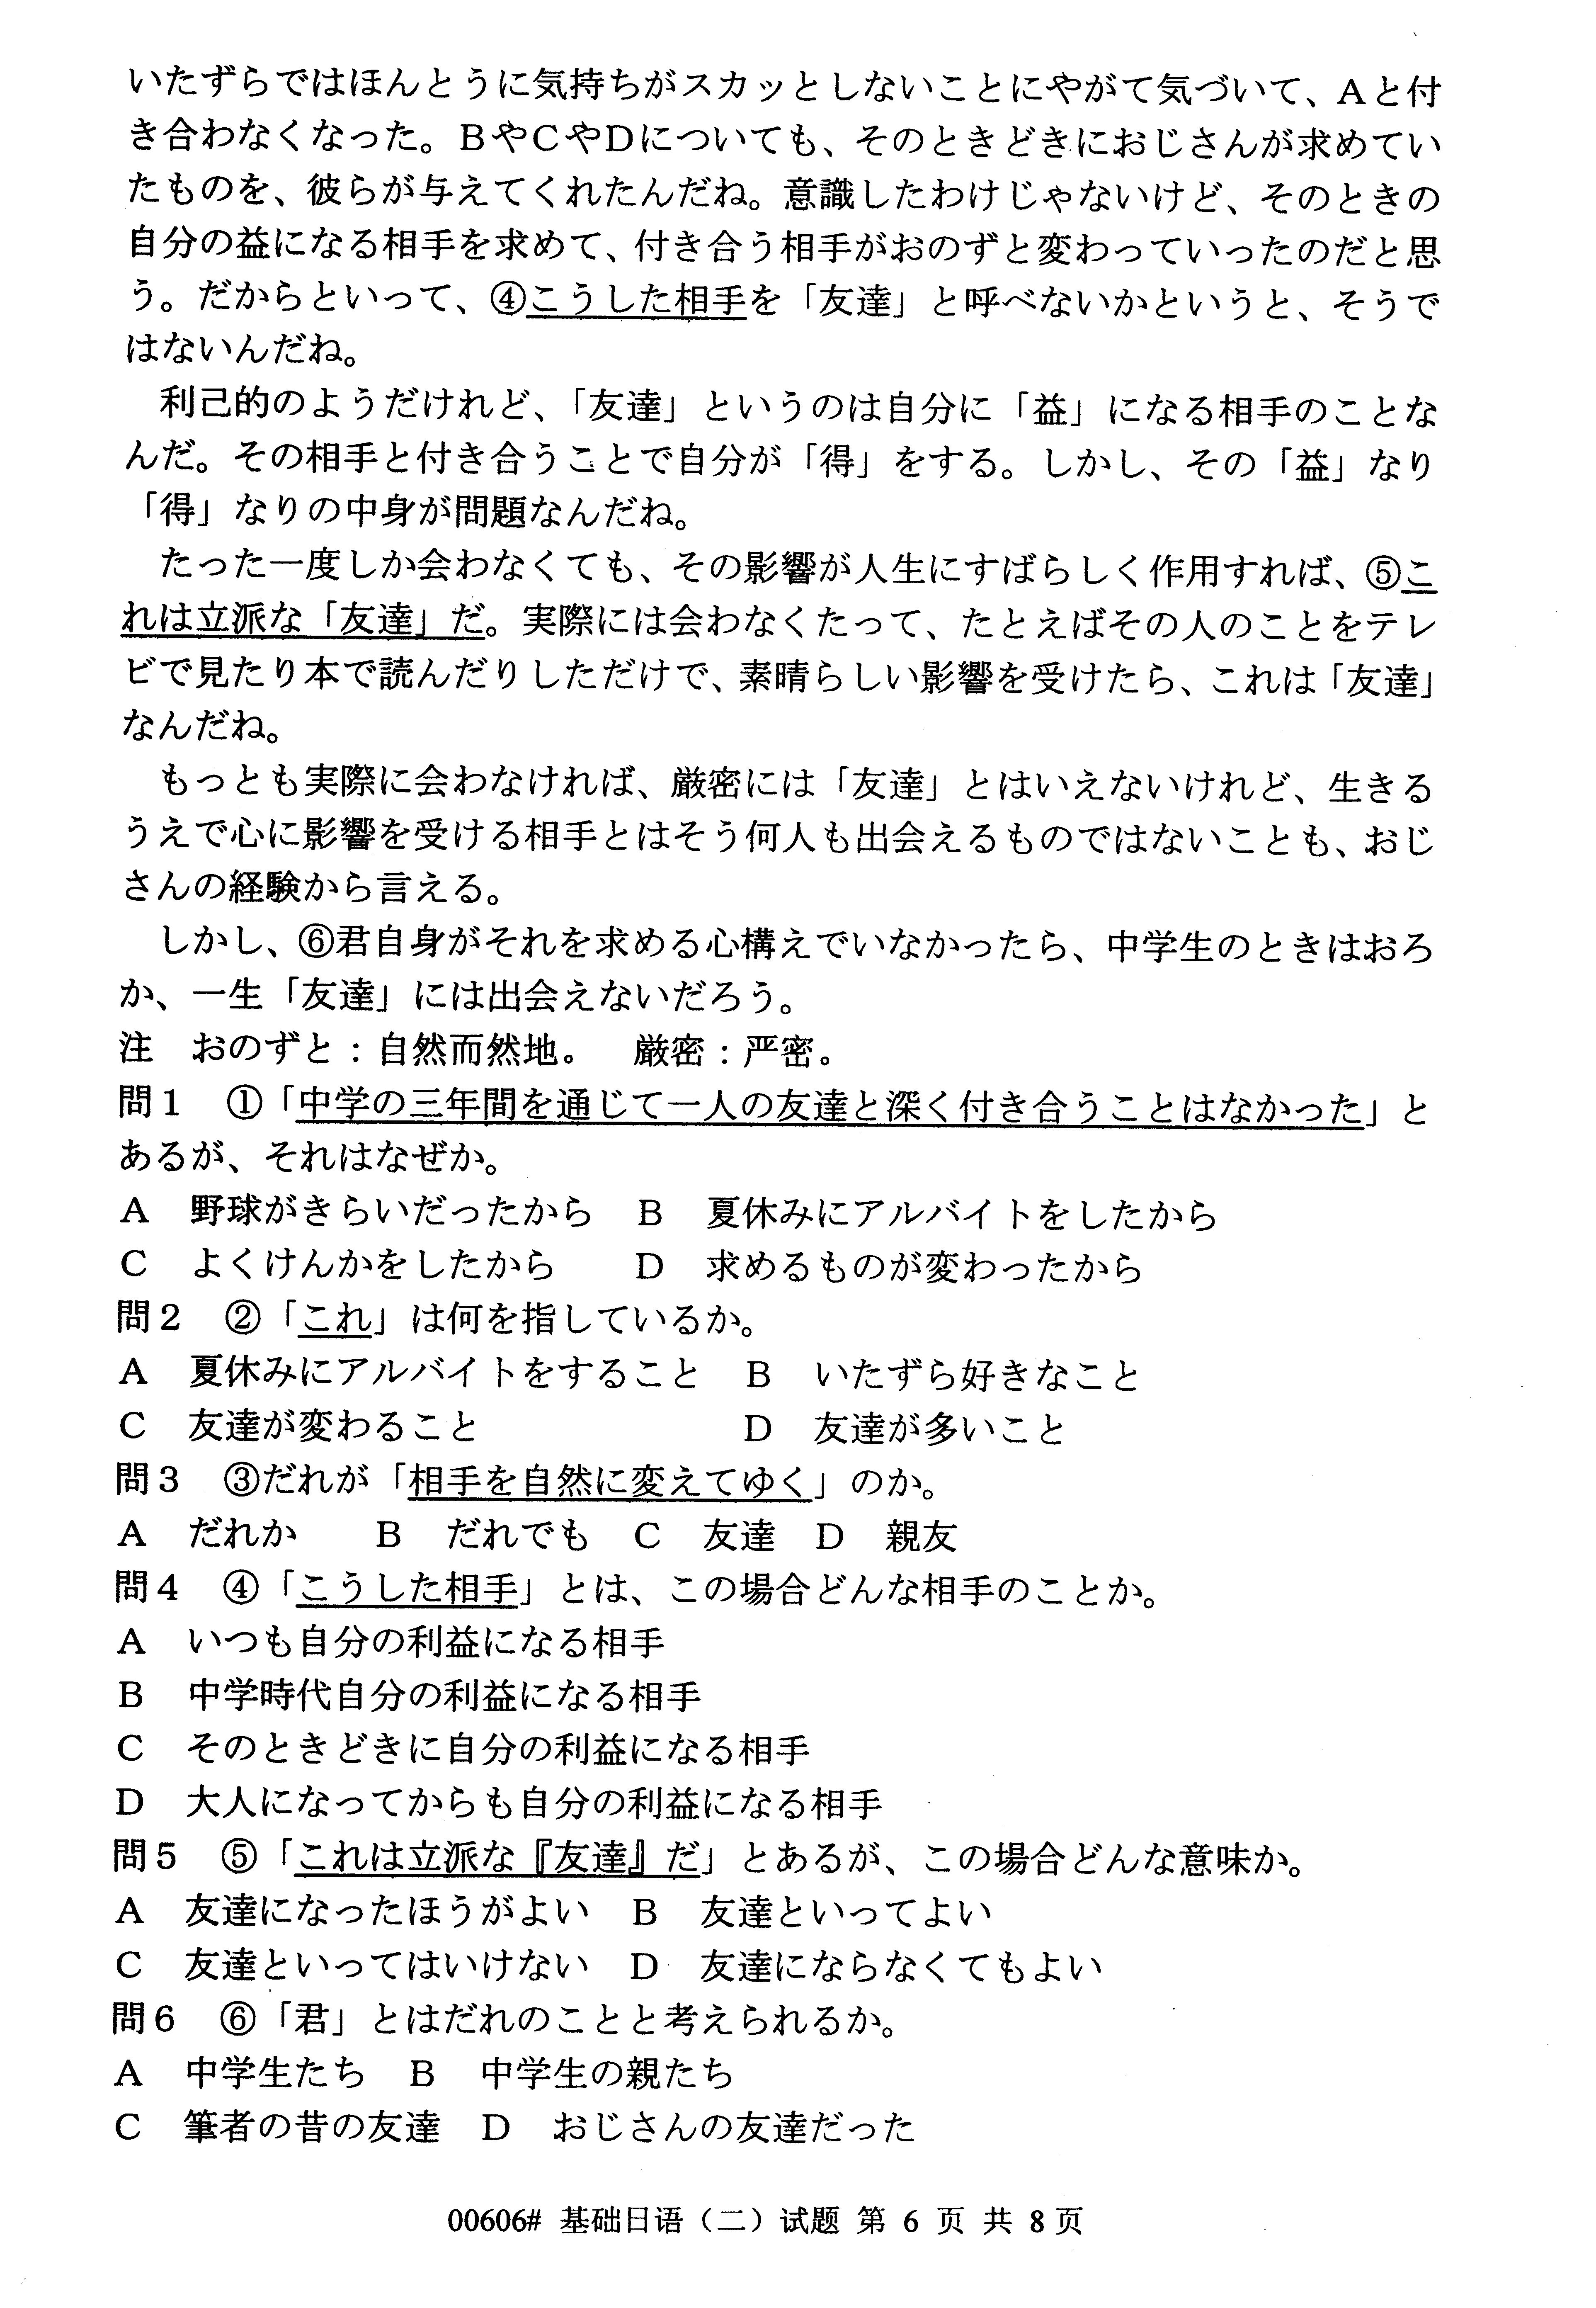 いたずらではほんとうに気持ちがスカッとしないことにやがて気づいて、Aと付
き合わなくなった。BやCやDについても、そのときどきにおじさんが求めてい
たものを、彼らが与えてくれたんだね。意識したわけじゃないけど、そのときの
自分の益になる相手を求めて、付き合う相手がおのずと変わっていったのだと思
う。だからといって、④こうした相手を「友達」と呼べないかというと、そうで
はないんだね。
利己的のようだけれど、「友達」というのは自分に「益」になる相手のことな
んだ。その相手と付き合うことで自分が「得」をする。しかし、その「益」なり
「得」なりの中身が問題なんだね。
たった一度しか会わなくても、その影響が人生にすばらしく作用すれば、⑤こ
れは立派な「友達」だ。実際には会わなくたって、たとえばその人のことをテレ
ビで見たり本で読んだりしただけで、素晴らしい影響を受けたら、これは「友達」
なんだね。
もっとも実際に会わなければ、厳密には「友達」とはいえないけれど、生きる
うえで心に影響を受ける相手とはそう何人も出会えるものではないことも、おじ
さんの経験から言える。
しかし、⑥君自身がそれを求める心構えでいなかったら、中学生のときはおろ
か、一生「友達」には出会えないだろう。
注 おのずと：自然而然地。 厳密：严密。
問1 ①「中学の三年間を通じて一人の友達と深く付き合うことはなかった」と
あるが、それはなぜか。
A 野球がきらいだったから B 夏休みにアルバイトをしたから
C よくけんかをしたから D 求めるものが変わったから
問2 ②「これ」は何を指しているか。
A 夏休みにアルバイトをすること B いたずら好きなこと
C 友達が変わること D 友達が多いこと
問3 ③だれが「相手を自然に変えてゆく」のか。
A だれか B だれでも C 友達 D 親友
問4 ④「こうした相手」とは、この場合どんな相手のことか。
A いつも自分の利益になる相手
B 中学時代自分の利益になる相手
C そのときどきに自分の利益になる相手
D 大人になってからも自分の利益になる相手
問5 ⑤「これは立派な『友達』だ」とあるが、この場合どんな意味か。
A 友達になったほうがよい B 友達といってよい
C 友達といってはいけない D 友達にならなくてもよい
問6 ⑥「君」とはだれのことと考えられるか。
A 中学生たち B 中学生の親たち
C 筆者の昔の友達 D おじさんの友達だった
00606# 基础日语（二）试题 第 6 页 共 8 页